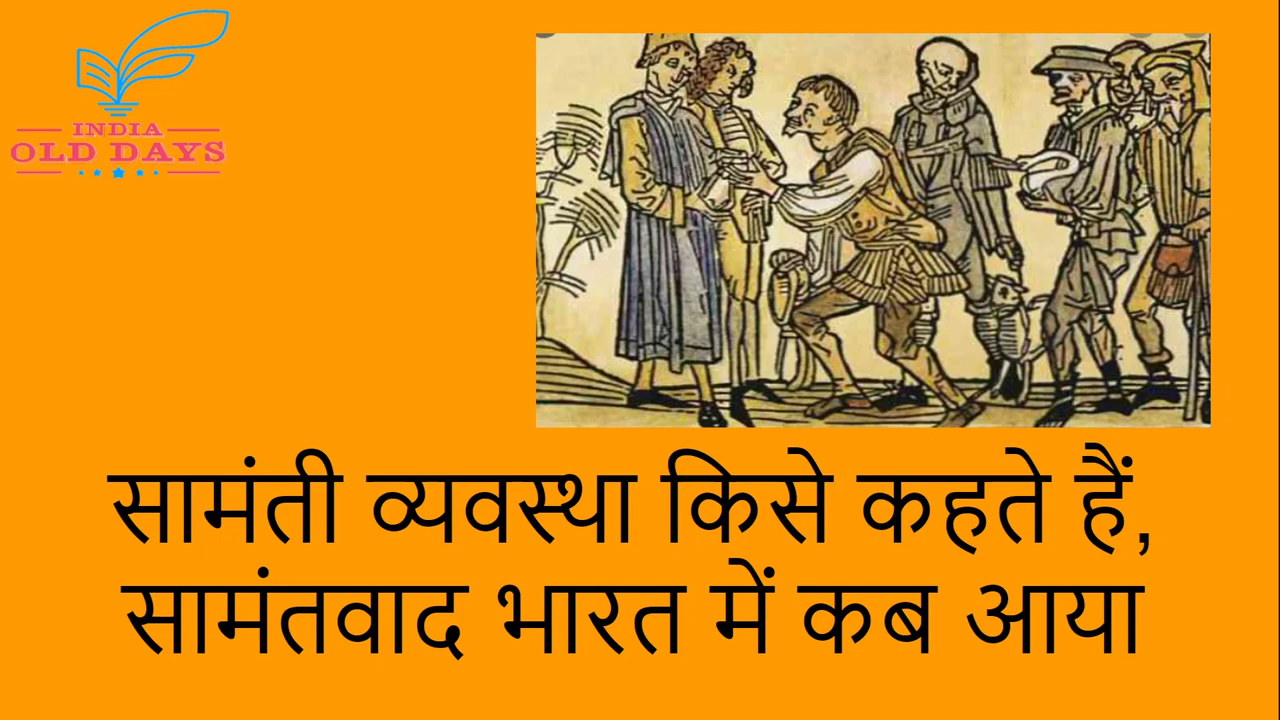 INDIA
OLD DAYS
सामंती व्यवस्था किसे कहते हैं,
सामंतवाद भारत में कब आया